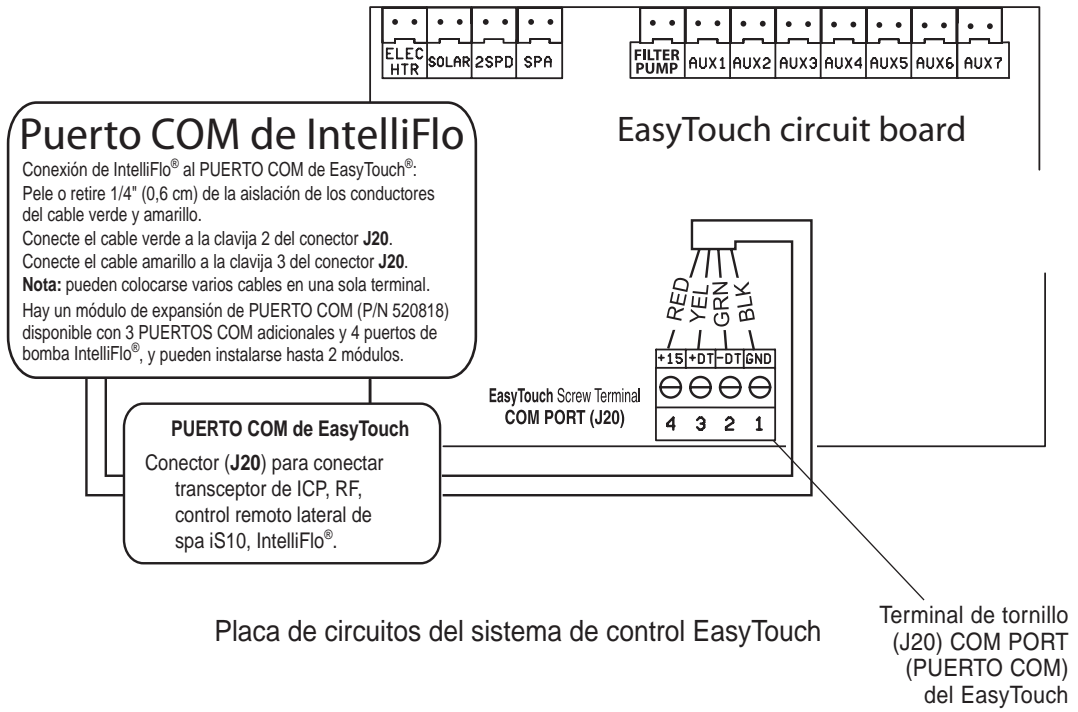 ELEC HTR SOLAR 2SPD SPA FILTER PUMP AUX1 AUX2 AUX3 AUX4 AUX5 AUX6 AUX7
EasyTouch circuit board
Puerto COM de IntelliFlo
Conexión de IntelliFlo® al PUERTO COM de EasyTouch®:
Pele o retire 1/4" (0,6 cm) de la aislación de los conductores
del cable verde y amarillo.
Conecte el cable verde a la clavija 2 del conector J20.
Conecte el cable amarillo a la clavija 3 del conector J20.
Nota: pueden colocarse varios cables en una sola terminal.
Hay un módulo de expansión de PUERTO COM (P/N 520818)
disponible con 3 PUERTOS COM adicionales y 4 puertos de
bomba IntelliFlo®, y pueden instalarse hasta 2 módulos.
RED YEL GRN BLK
+15 +DT -DT GND
4 3 2 1
EasyTouch Screw Terminal
COM PORT (J20)
PUERTO COM de EasyTouch
Conector (J20) para conectar
transceptor de ICP, RF,
control remoto lateral de
spa iS10, IntelliFlo®.
Terminal de tornillo
(J20) COM PORT
(PUERTO COM)
del EasyTouch
Placa de circuitos del sistema de control EasyTouch